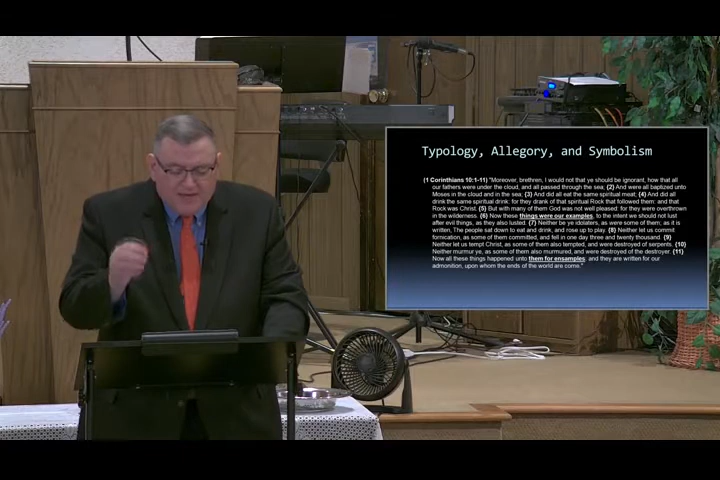 Typology, Allegory, and Symbolism
(1 Corinthians 10:1-11) "Moreover, brethren, I would not that ye should be ignorant, how that all
our fathers were under the cloud, and all passed through the sea; (2) And were all baptized unto
Moses in the cloud and in the sea; (3) And did all eat the same spiritual meat; (4) And did all
drink the same spiritual drink: for they drank of that spiritual Rock that followed them: and that
Rock was Christ. (5) But with many of them God was not well pleased: for they were overthrown
in the wilderness. (6) Now these things were our examples, to the intent we should not lust
after evil things, as they also lusted. (7) Neither be ye idolaters, as were some of them; as it is
written, The people sat down to eat and drink, and rose up to play. (8) Neither let us commit
fornication, as some of them committed, and fell in one day three and twenty thousand. (9)
Neither let us tempt Christ, as some of them also tempted, and were destroyed of serpents. (10)
Neither murmur ye, as some of them also murmured, and were destroyed of the destroyer. (11)
Now all these things happened unto them for ensamples: and they are written for our
admonition, upon whom the ends of the world are come."